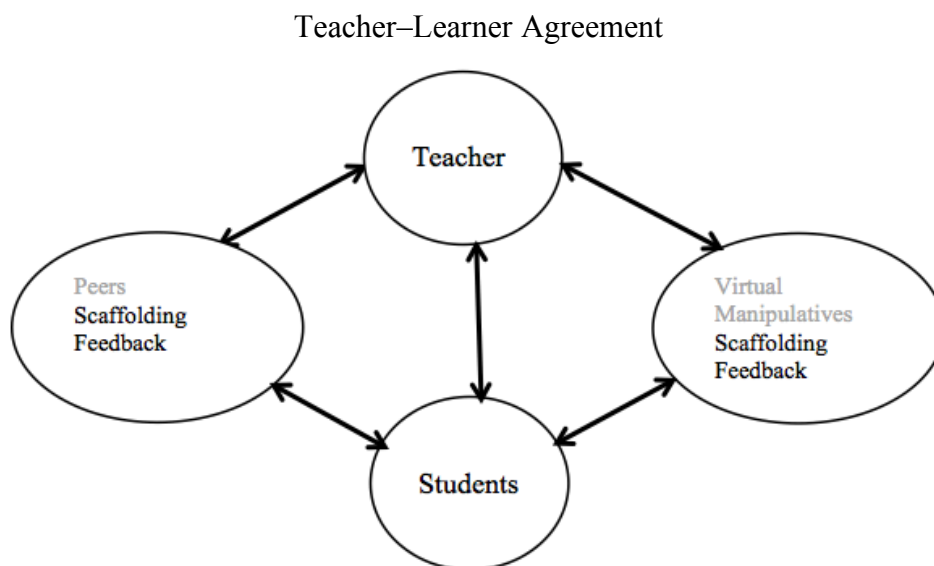 Teacher–Learner Agreement
Teacher
Peers
Scaffolding
Feedback
Virtual
Manipulatives
Scaffolding
Feedback
Students